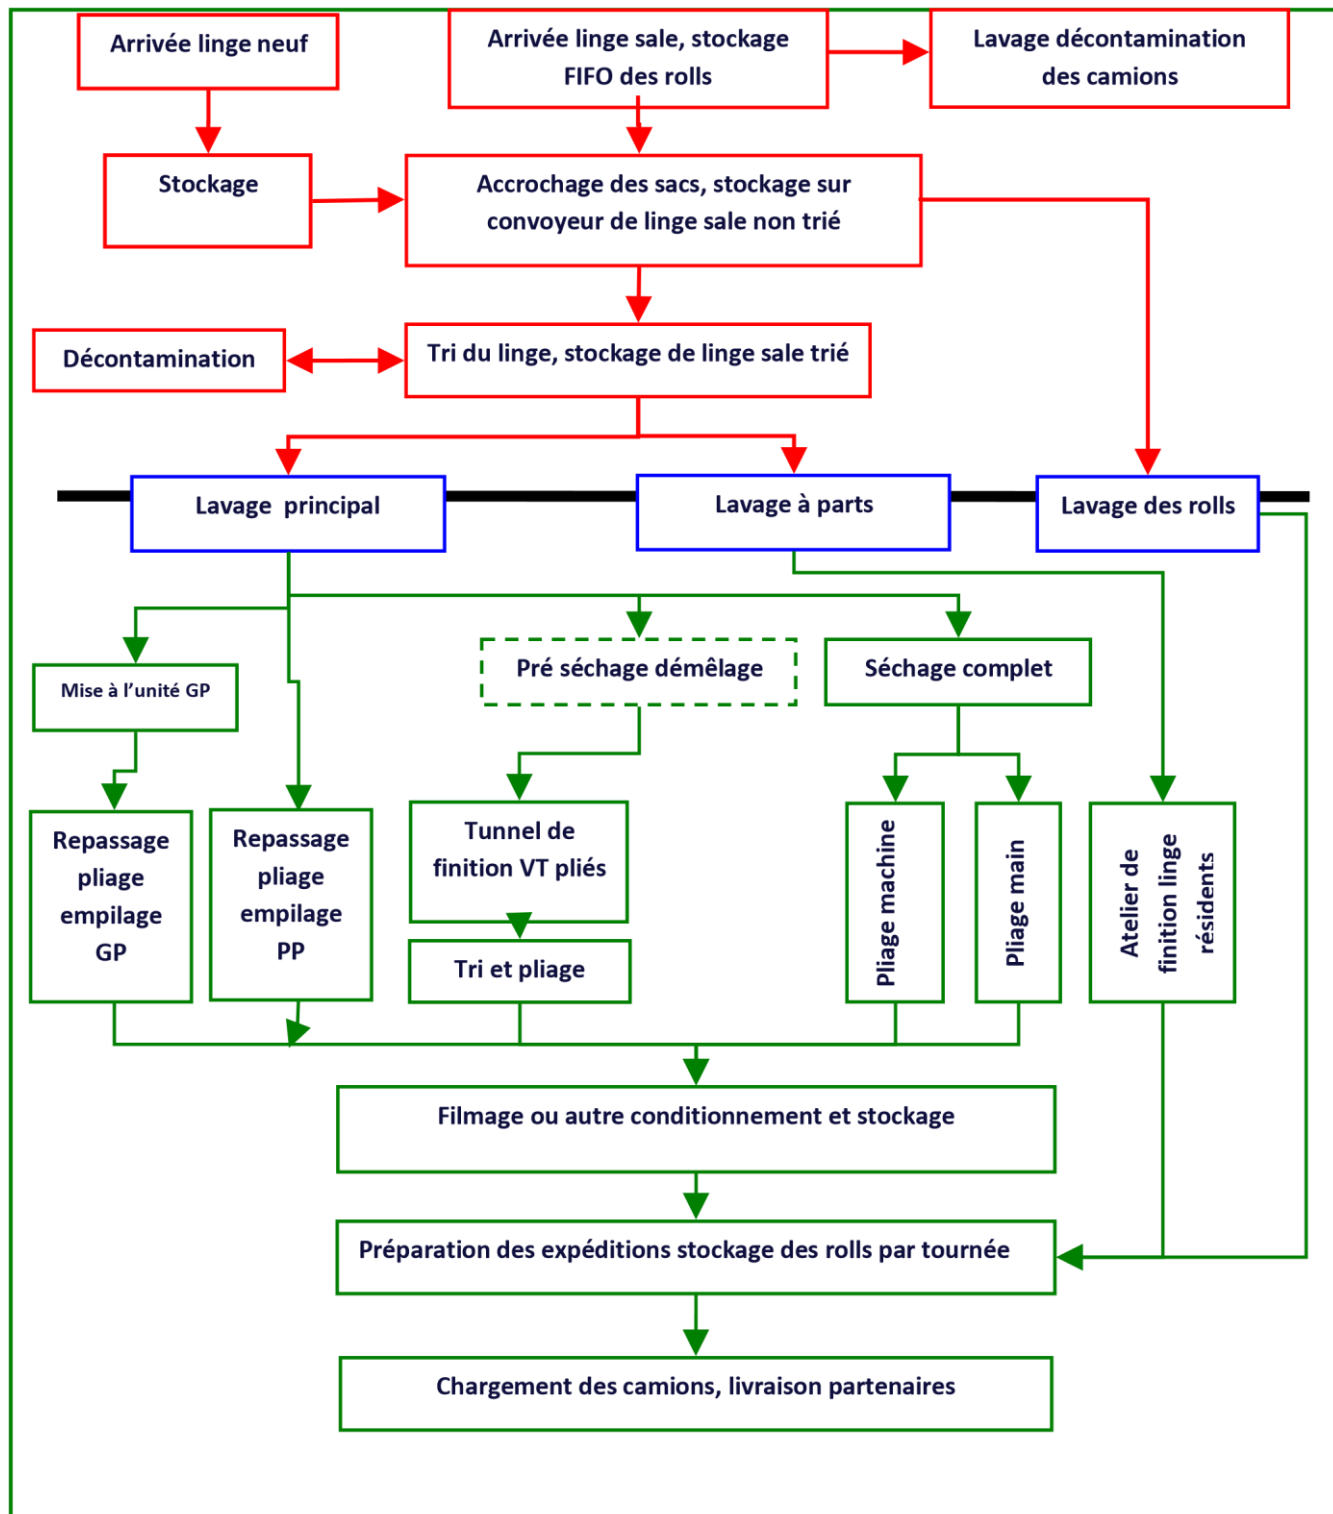 Arrivée linge neuf
Arrivée linge sale, stockage
FIFO des rolls
Lavage décontamination
des camions
Stockage
Accrochage des sacs, stockage sur
convoyeur de linge sale non trié
Décontamination
Tri du linge, stockage de linge sale trié
Lavage principal
Lavage à parts
Lavage des rolls
Pré séchage démêlage
Séchage complet
Mise à l’unité GP
Repassage
pliage
empilage
GP
Repassage
pliage
empilage
PP
Tunnel de
finition VT pliés
Tri et pliage
Pliage machine
Pliage main
Atelier de
finition linge
résidents
Filmage ou autre conditionnement et stockage
Préparation des expéditions stockage des rolls par tournée
Chargement des camions, livraison partenaires